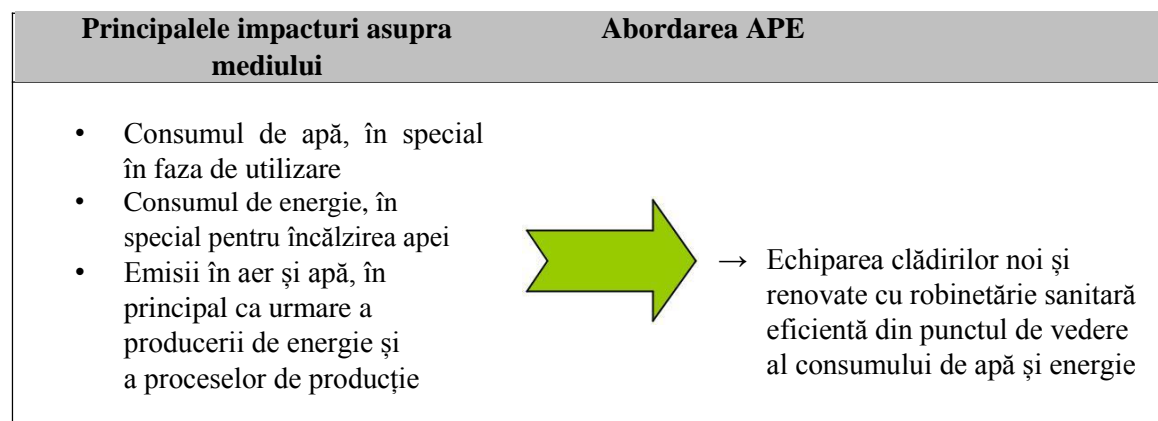 Principalele impacturi asupra
mediului
Abordarea APE
• Consumul de apă, în special
în faza de utilizare
• Consumul de energie, în
special pentru încălzirea apei
• Emisii în aer și apă, în
principal ca urmare a
producerii de energie și
a proceselor de producție
→ Echiparea clădirilor noi și
renovate cu robinetărie sanitară
eficientă din punctul de vedere
al consumului de apă și energie